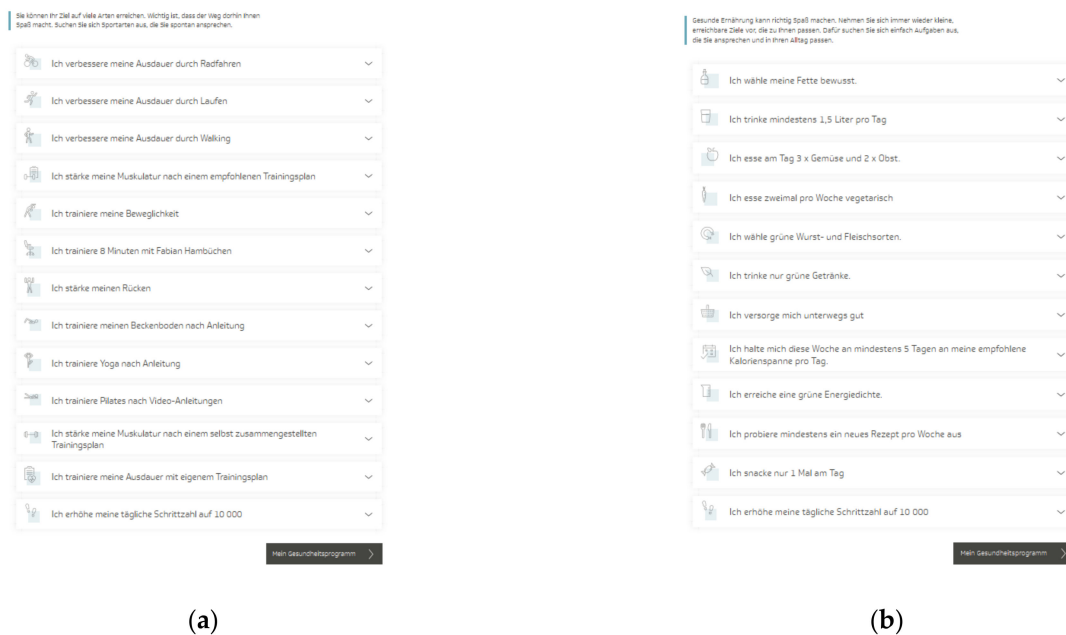 Sie können Ihr Ziel auf viele Arten erreichen. Wichtig ist, dass der Weg dorthin Ihnen
Spaß macht. Suchen Sie sich Sportarten aus, die Sie spontan ansprechen.
Ich verbessere meine Ausdauer durch Radfahren
Ich verbessere meine Ausdauer durch Laufen
Ich verbessere meine Ausdauer durch Walking
Ich stärke meine Muskulatur nach einem empfohlenen Trainingsplan
Ich trainiere meine Beweglichkeit
Ich trainiere 8 Minuten mit Fabian Hambüchen
Ich stärke meinen Rücken
Ich trainiere meinen Beckenboden nach Anleitung
Ich trainiere Yoga nach Anleitung
Ich trainiere Pilates nach Video-Anleitungen
Ich stärke meine Muskulatur nach einem selbst zusammengestellten
Trainingsplan
Ich trainiere meine Ausdauer mit eigenem Trainingsplan
Ich erhöhe meine tägliche Schrittzahl auf 10 000
Mein Gesundheitsprogramm
(a)
Gesunde Ernährung kann richtig Spaß machen. Nehmen Sie sich immer wieder kleine,
erreichbare Ziele vor, die zu Ihnen passen. Dafür suchen Sie sich einfach Aufgaben aus,
die Sie ansprechen und in Ihren Alltag passen.
Ich wähle meine Fette bewusst.
Ich trinke mindestens 1,5 Liter pro Tag
Ich esse am Tag 3 x Gemüse und 2 x Obst.
Ich esse zweimal pro Woche vegetarisch
Ich wähle grüne Wurst- und Fleischsorten.
Ich trinke nur grüne Getränke.
Ich versorge mich unterwegs gut
Ich halte mich diese Woche an mindestens 5 Tagen an meine empfohlene
Kalorienspanne pro Tag.
Ich erreiche eine grüne Energiedichte.
Ich probiere mindestens ein neues Rezept pro Woche aus
Ich snacke nur 1 Mal am Tag
Ich erhöhe meine tägliche Schrittzahl auf 10 000
Mein Gesundheitsprogramm
(b)